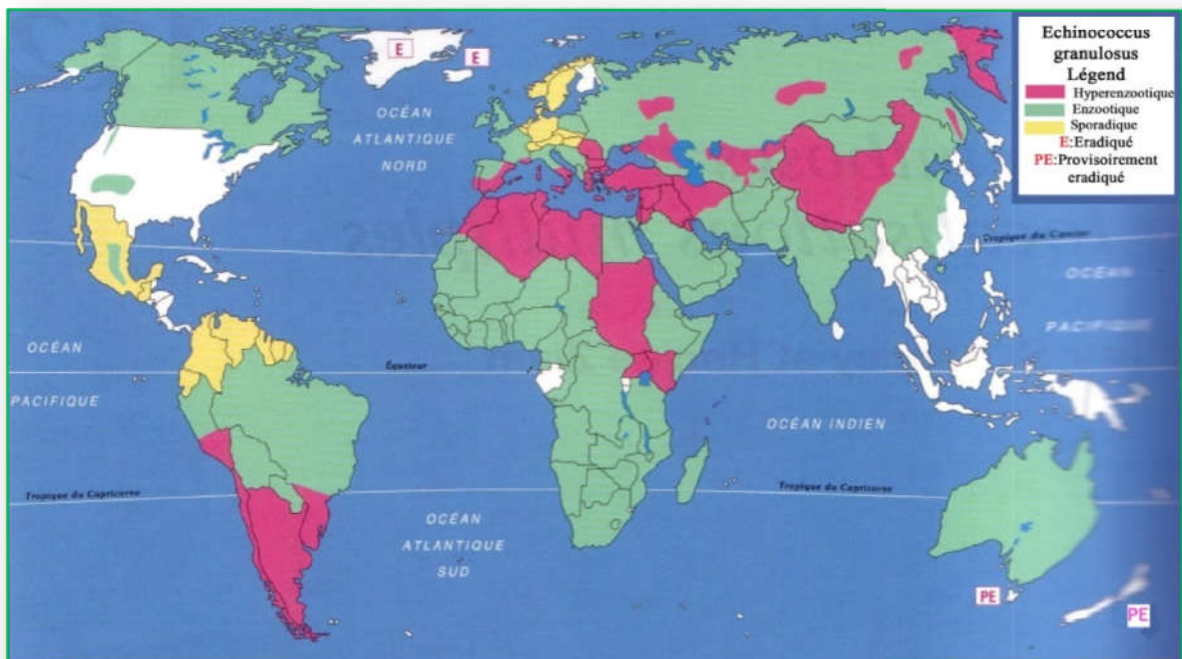 Echinococcus
granulosus
Légend
Hyperenzootique
Enzootique
Sporadique
E:Eradiqué
PE:Provisoirement
eradiqué
E
E
OCÉAN
ATLANTIQUE
NORD
Tropique du Cancer
OCÉAN
PACIFIQUE
OCÉAN
PACIFIQUE
Équateur
OCÉAN INDIEN
Tropique du Capricorne
Tropique du Capricorne
OCÉAN
ATLANTIQUE
SUD
PE
PE